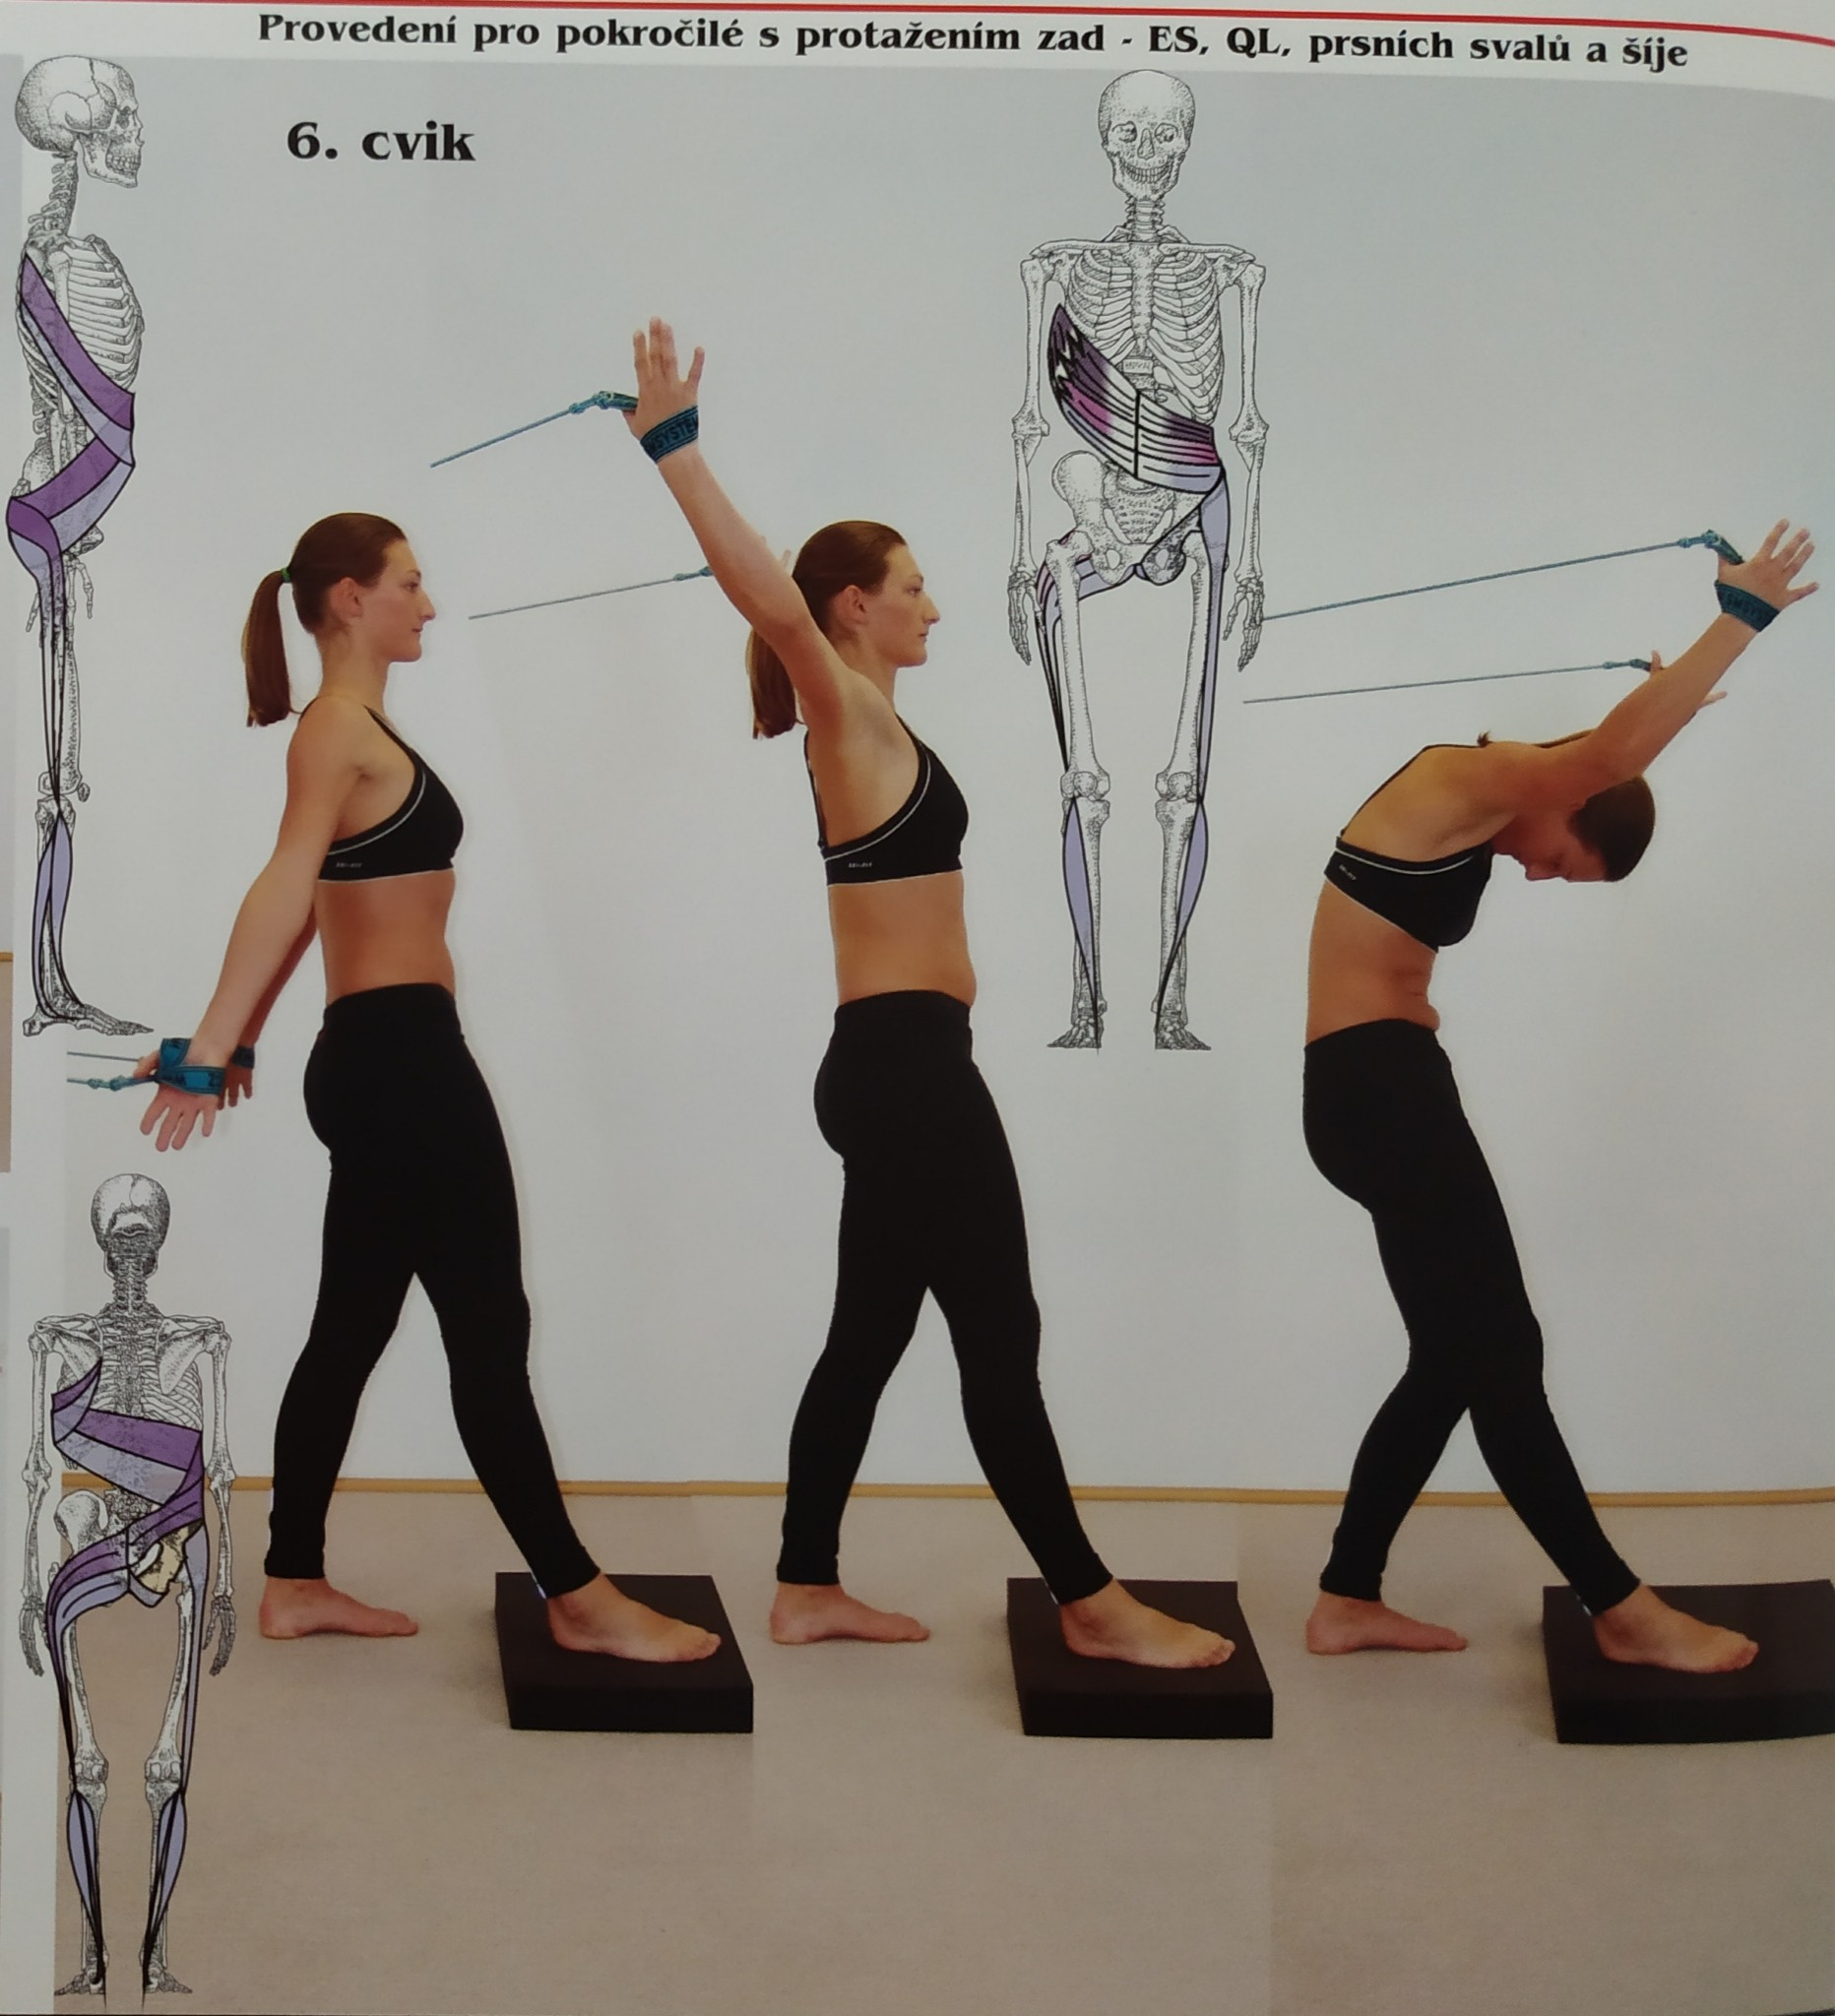 Provedení pro pokročilé s protažením zad - ES, QL, prsních svalů a šíje
6. cvik